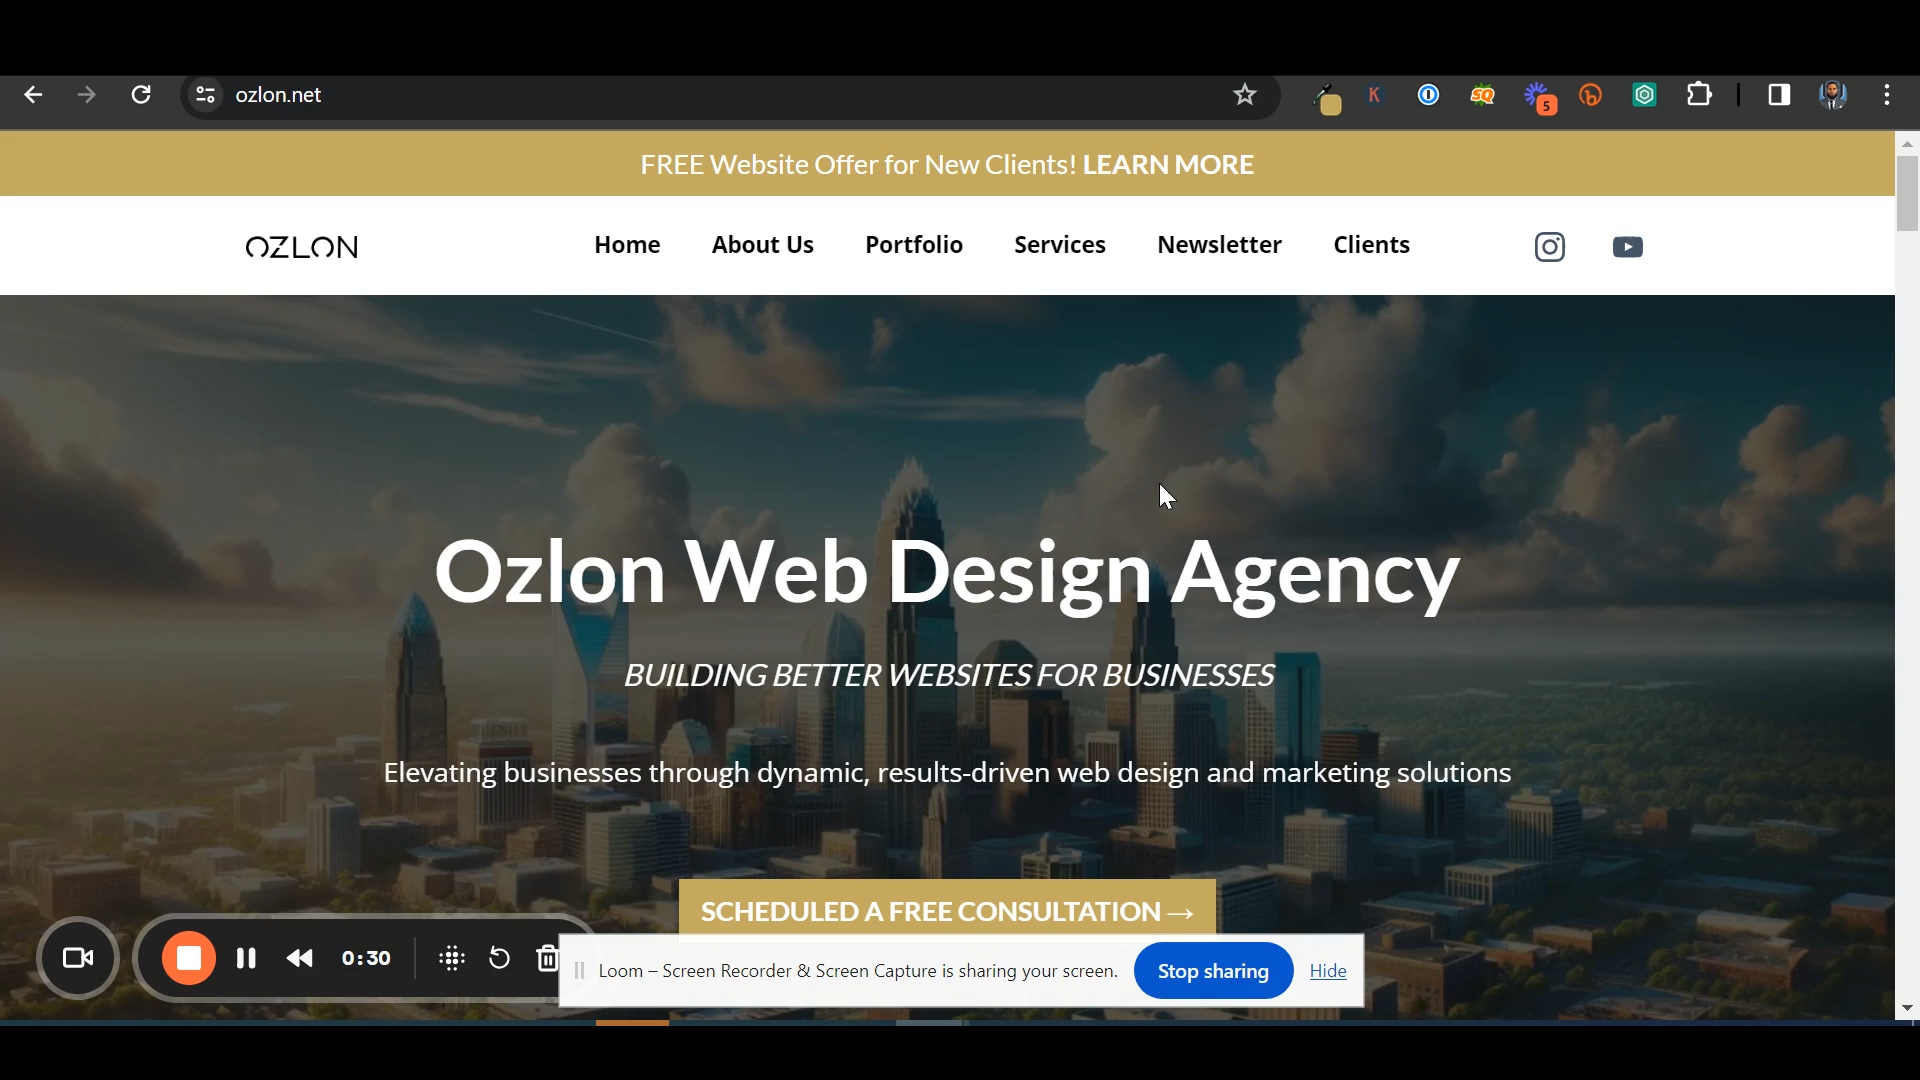 ozlon.net
5
FREE Website Offer for New Clients! LEARN MORE
OZLON
Home About Us Portfolio Services Newsletter Clients
Ozlon Web Design Agency
BUILDING BETTER WEBSITES FOR BUSINESSES
Elevating businesses through dynamic, results-driven web design and marketing solutions
SCHEDULED A FREE CONSULTATION →
0:30
Loom – Screen Recorder & Screen Capture is sharing your screen. Stop sharing Hide